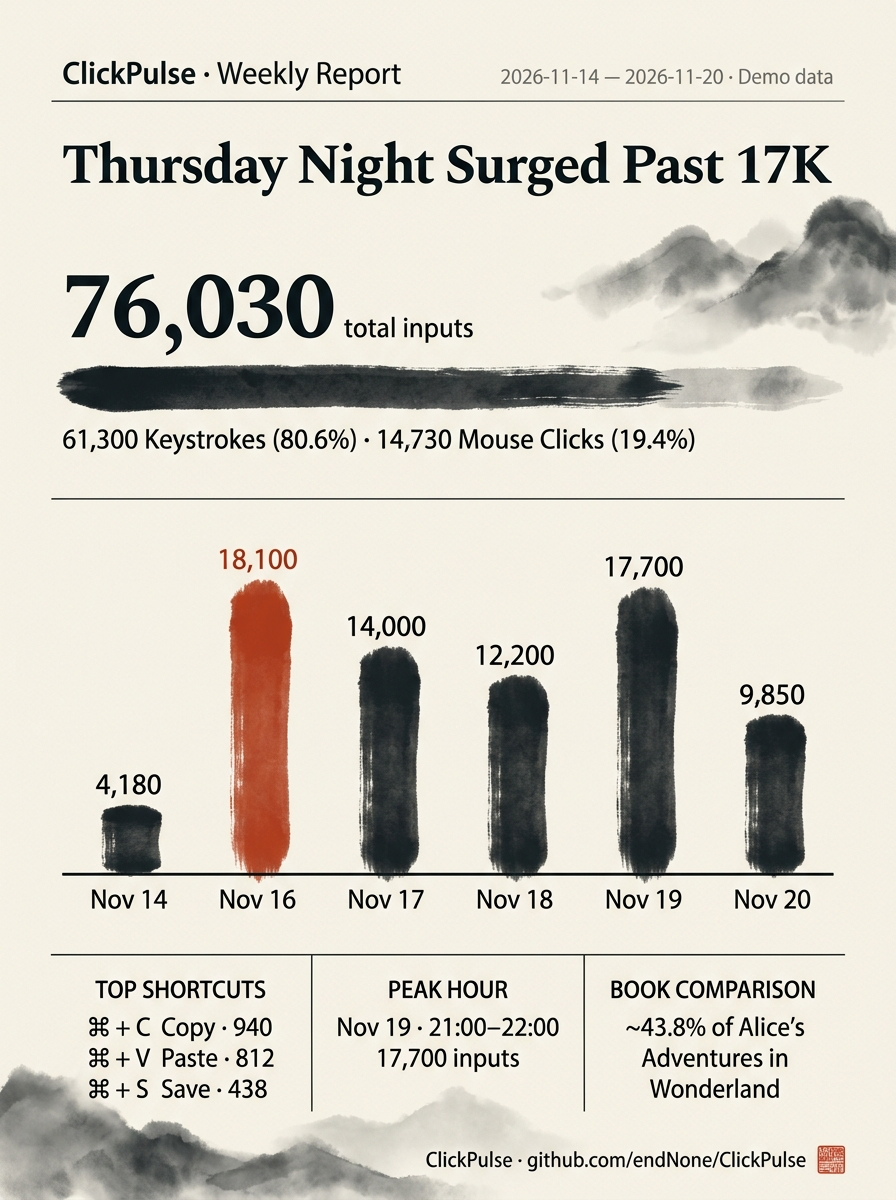 ClickPulse · Weekly Report
2026-11-14 — 2026-11-20 · Demo data
Thursday Night Surged Past 17K
76,030 total inputs
61,300 Keystrokes (80.6%) · 14,730 Mouse Clicks (19.4%)
4,180
18,100
14,000
12,200
17,700
9,850
Nov 14
Nov 16
Nov 17
Nov 18
Nov 19
Nov 20
TOP SHORTCUTS
⌘ + C Copy · 940
⌘ + V Paste · 812
⌘ + S Save · 438
PEAK HOUR
Nov 19 · 21:00–22:00
17,700 inputs
BOOK COMPARISON
~43.8% of Alice’s
Adventures in
Wonderland
ClickPulse · github.com/endNone/ClickPulse